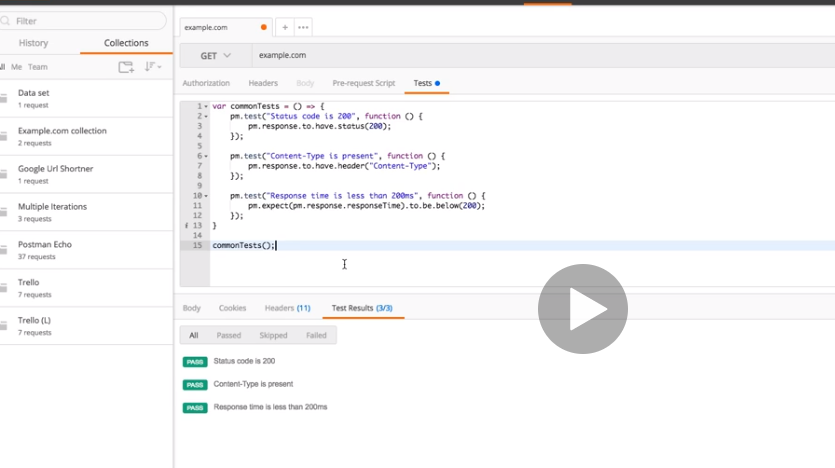 Filter
History Collections
All Me Team
Data set
1 request
Example.com collection
2 requests
Google Url Shortner
1 request
Multiple Iterations
3 requests
Postman Echo
37 requests
Trello
7 requests
Trello (L)
7 requests
example.com + •••
GET example.com
Authorization Headers Body Pre-request Script Tests
1 var commonTests = () => {
2 pm.test("Status code is 200", function () {
3 pm.response.to.have.status(200);
4 });
5
6 pm.test("Content-Type is present", function () {
7 pm.response.to.have.header("Content-Type");
8 });
9
10 pm.test("Response time is less than 200ms", function () {
11 pm.expect(pm.response.responseTime).to.be.below(200);
12 });
i 13 }
14
15 commonTests();
Body Cookies Headers (11) Test Results (3/3)
All Passed Skipped Failed
PASS Status code is 200
PASS Content-Type is present
PASS Response time is less than 200ms